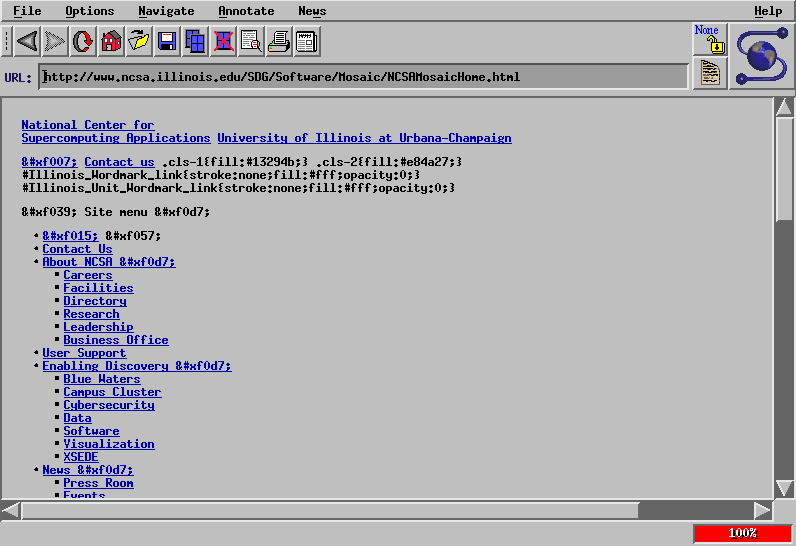 File Options Navigate Annotate News Help
None
URL: http://www.ncsa.illinois.edu/SDG/Software/Mosaic/NCSAMosaicHome.html
National Center for
Supercomputing Applications University of Illinois at Urbana-Champaign
&#xf007; Contact us .cls-1{fill:#13294b;} .cls-2{fill:#e84a27;}
#Illinois_Wordmark_link{stroke:none;fill:#fff;opacity:0;}
#Illinois_Unit_Wordmark_link{stroke:none;fill:#fff;opacity:0;}
&#xf039; Site menu &#xf0d7;
&#xf015; &#xf057;
Contact Us
About NCSA &#xf0d7;
Careers
Facilities
Directory
Research
Leadership
Business Office
User Support
Enabling Discovery &#xf0d7;
Blue Waters
Campus Cluster
Cybersecurity
Data
Software
Visualization
XSEDE
News &#xf0d7;
Press Room
Events
100%